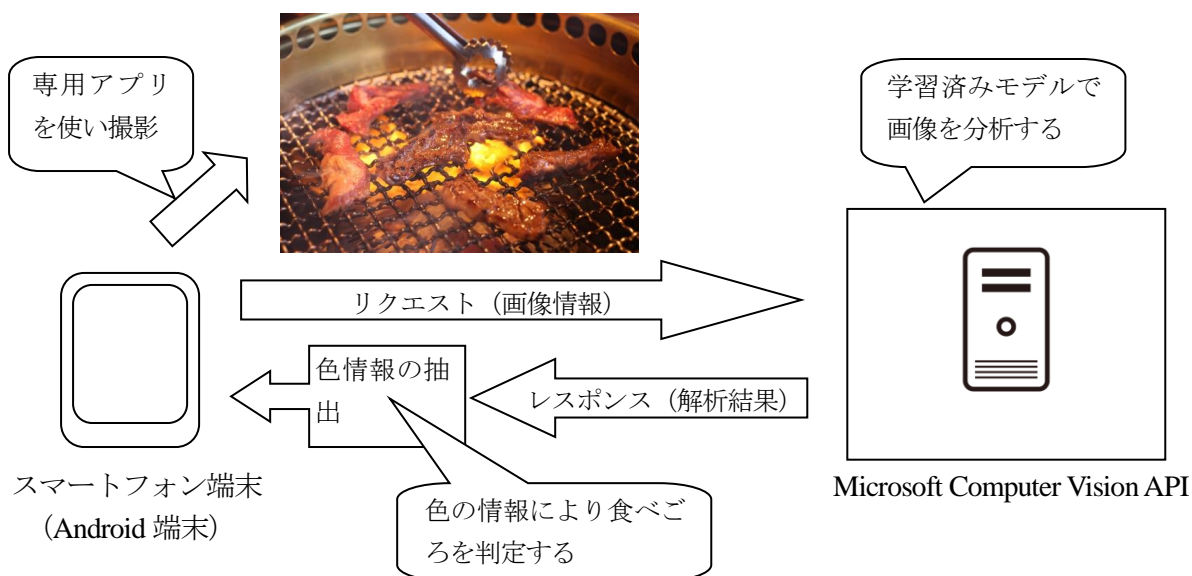 専用アプリ
を使い撮影
学習済みモデルで
画像を分析する
リクエスト（画像情報）
色情報の抽
出
レスポンス（解析結果）
スマートフォン端末
（Android 端末）
Microsoft Computer Vision API
色の情報により食べご
ろを判定する